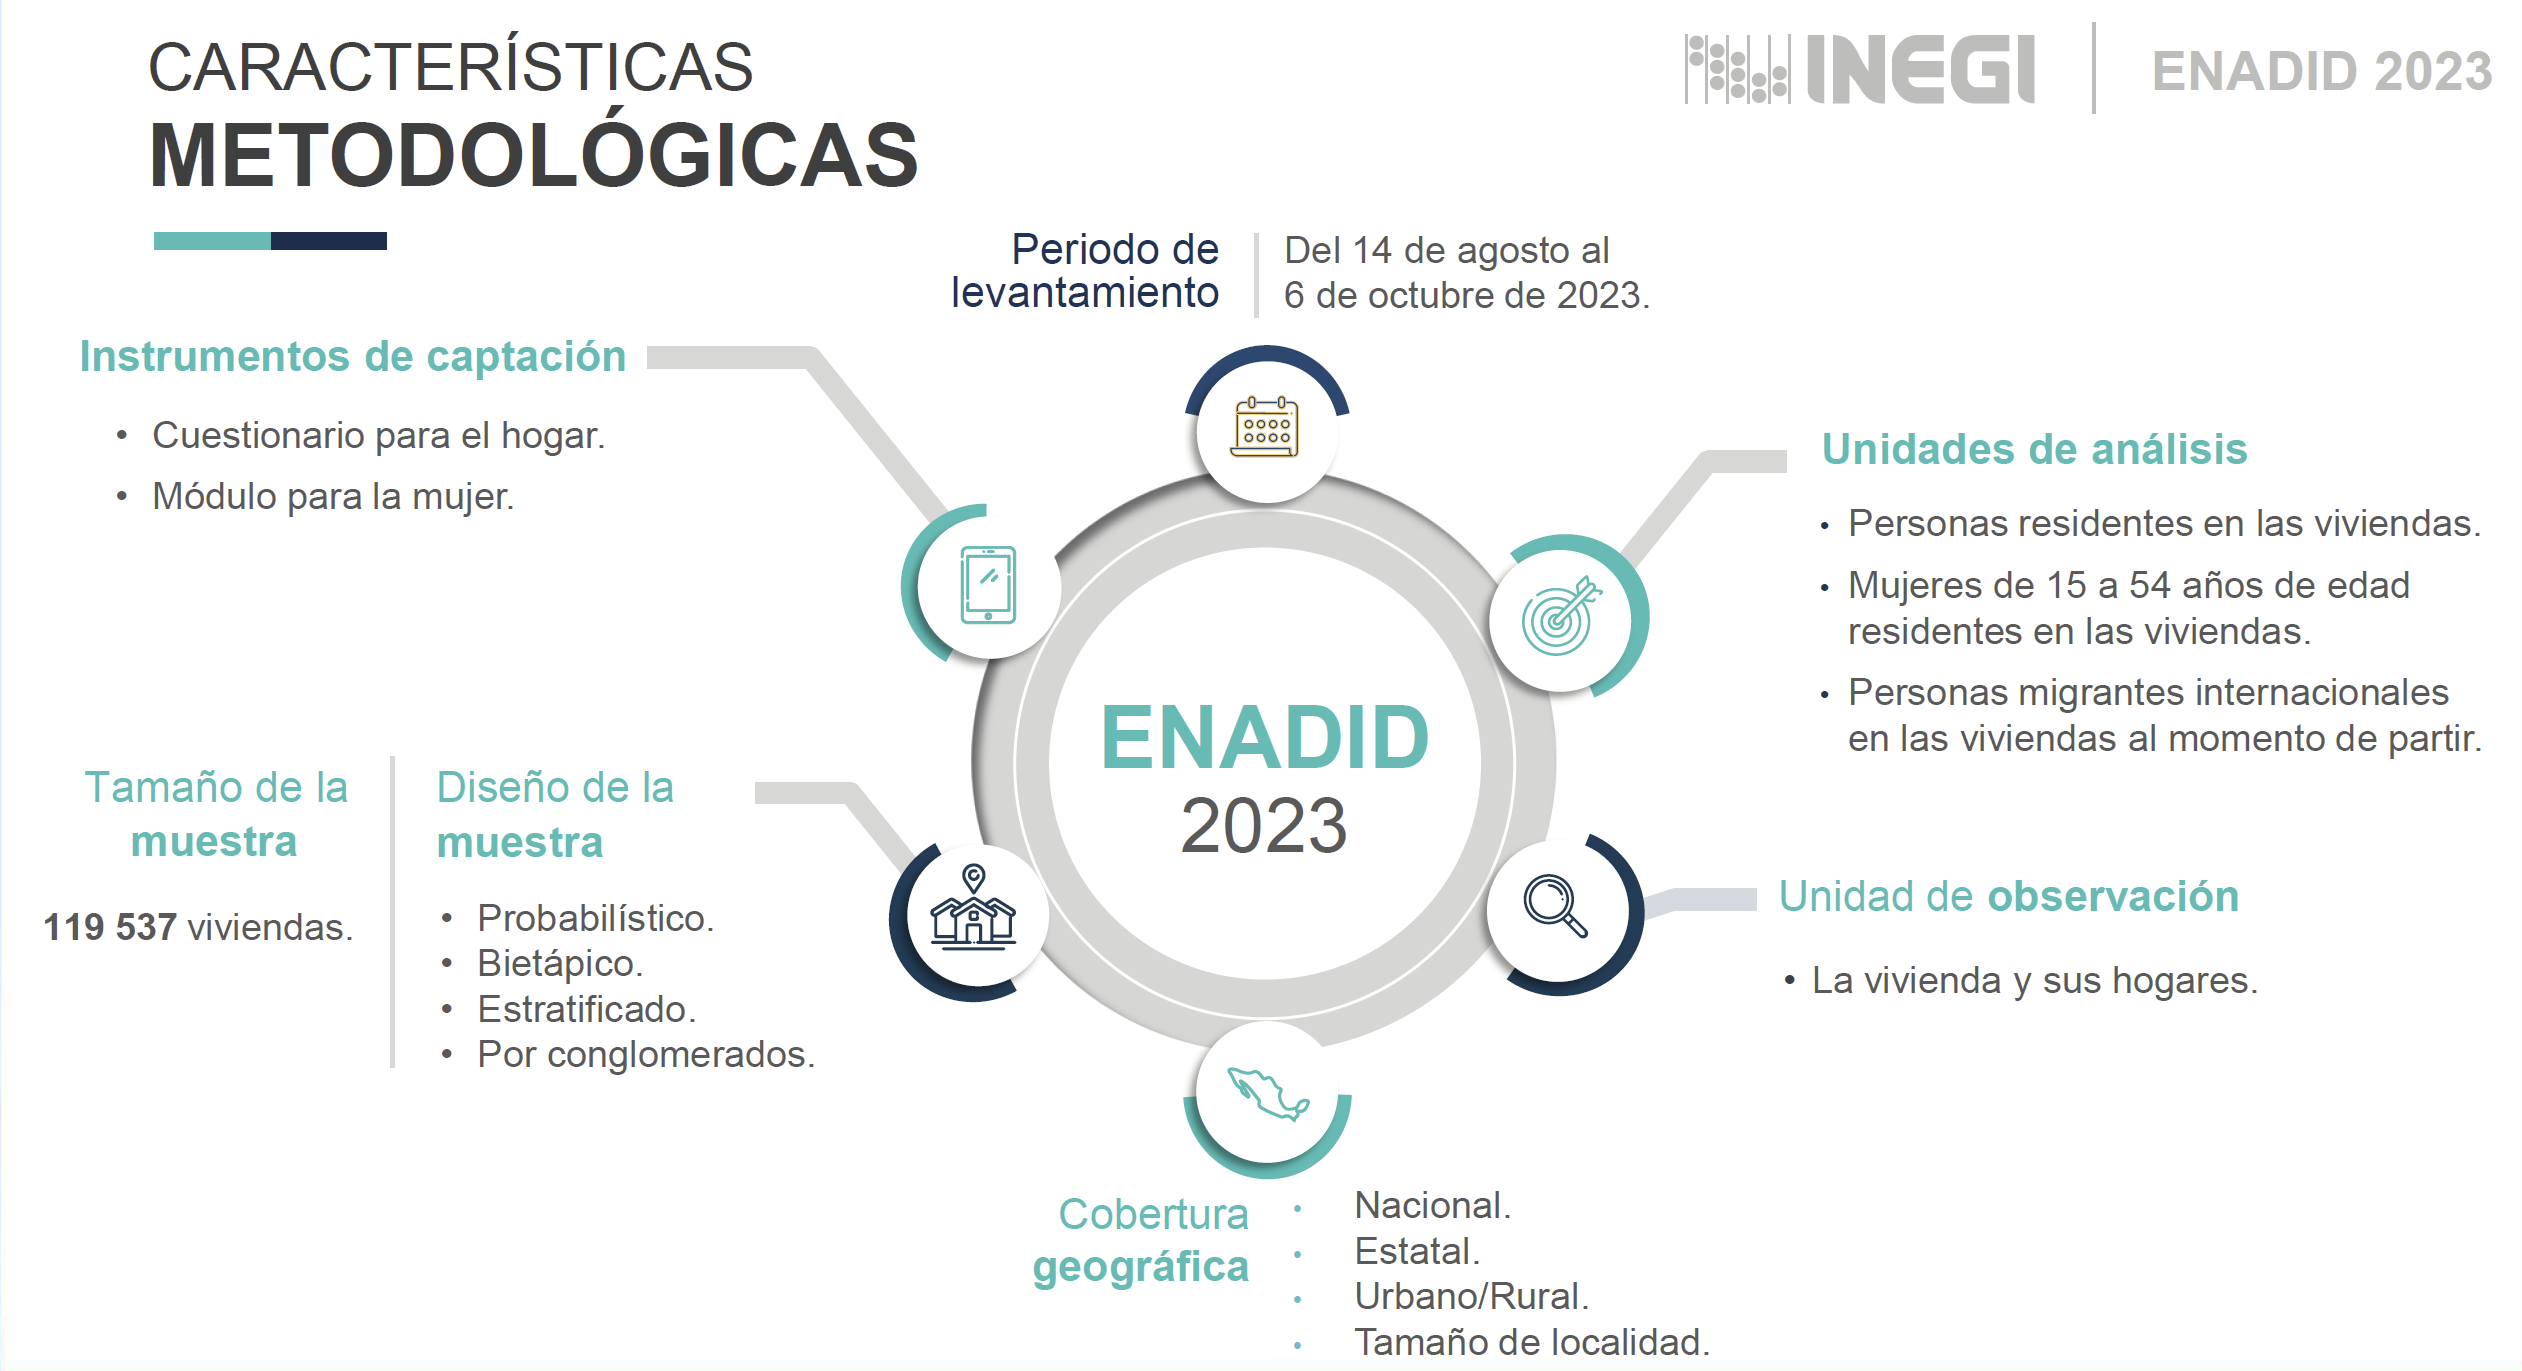 CARACTERÍSTICAS
METODOLÓGICAS
INEGI
ENADID 2023
Periodo de
levantamiento
Del 14 de agosto al
6 de octubre de 2023.
Instrumentos de captación
• Cuestionario para el hogar.
• Módulo para la mujer.
Unidades de análisis
• Personas residentes en las viviendas.
• Mujeres de 15 a 54 años de edad
residentes en las viviendas.
• Personas migrantes internacionales
en las viviendas al momento de partir.
ENADID
2023
Tamaño de la
muestra
119 537 viviendas.
Diseño de la
muestra
• Probabilístico.
• Bietápico.
• Estratificado.
• Por conglomerados.
Unidad de observación
• La vivienda y sus hogares.
Cobertura
geográfica
• Nacional.
• Estatal.
• Urbano/Rural.
• Tamaño de localidad.